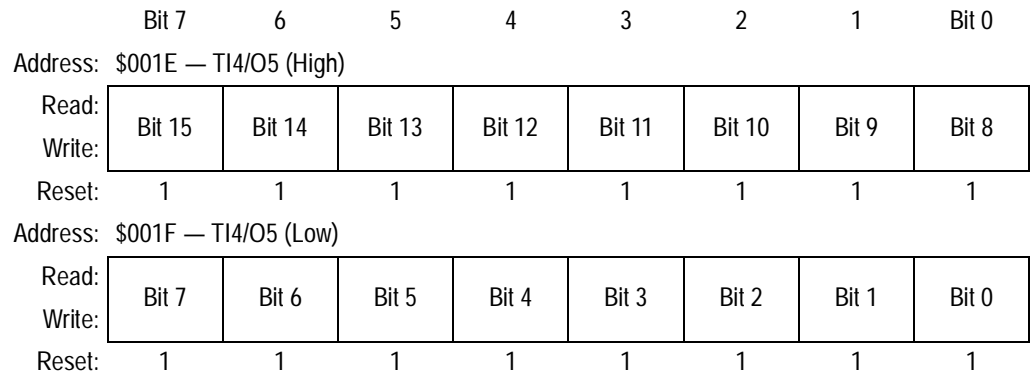 Bit 7 6 5 4 3 2 1 Bit 0
Address: $001E — TI4/O5 (High)
Read:
Bit 15 Bit 14 Bit 13 Bit 12 Bit 11 Bit 10 Bit 9 Bit 8
Write:
Reset: 1 1 1 1 1 1 1 1
Address: $001F — TI4/O5 (Low)
Read:
Bit 7 Bit 6 Bit 5 Bit 4 Bit 3 Bit 2 Bit 1 Bit 0
Write:
Reset: 1 1 1 1 1 1 1 1